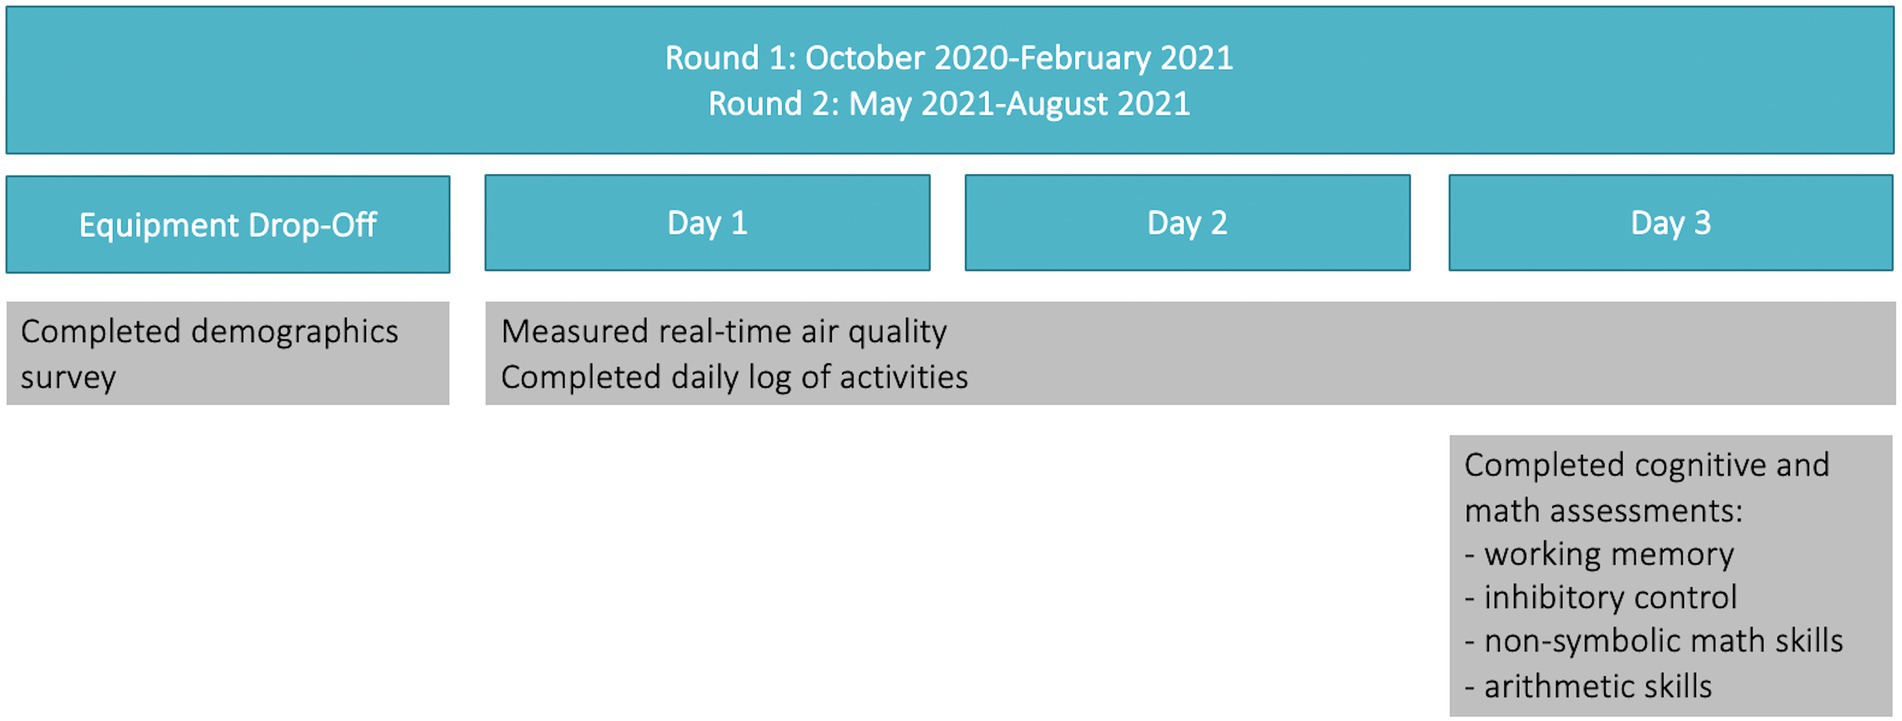 Round 1: October 2020-February 2021
Round 2: May 2021-August 2021
Equipment Drop-Off
Day 1
Day 2
Day 3
Completed demographics
survey
Measured real-time air quality
Completed daily log of activities
Completed cognitive and
math assessments:
- working memory
- inhibitory control
- non-symbolic math skills
- arithmetic skills